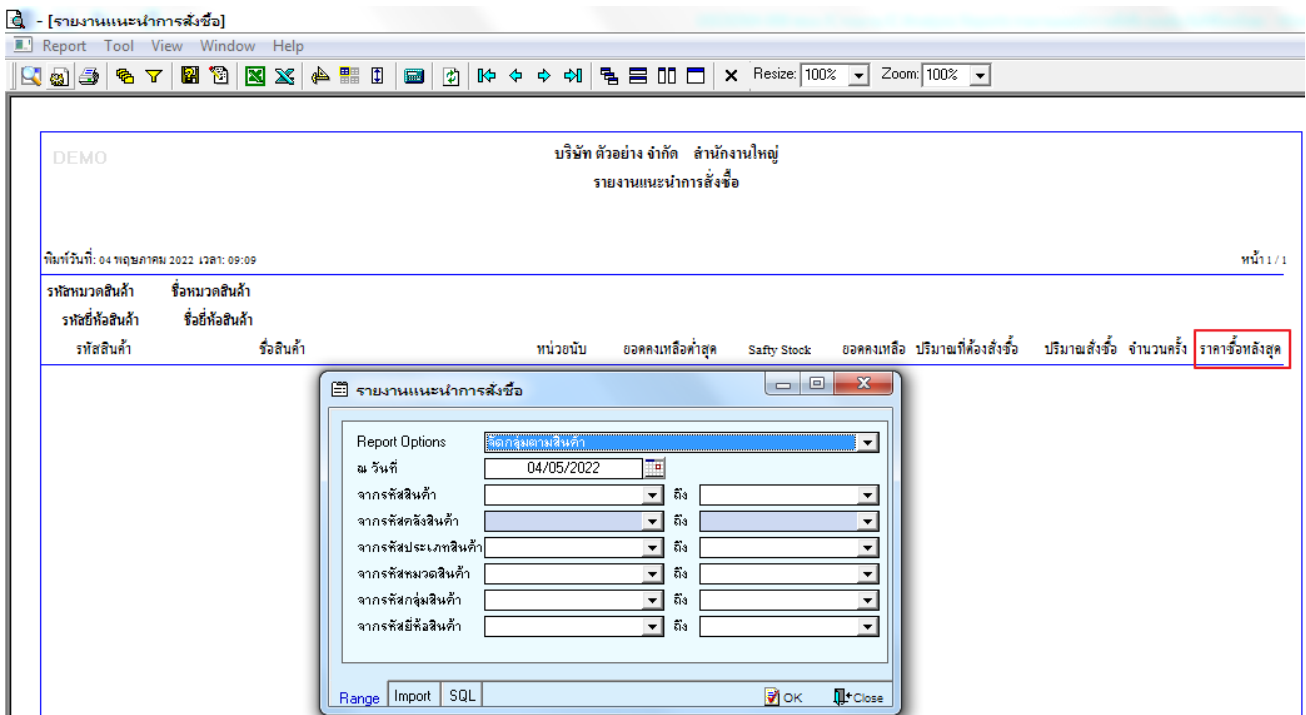 - [รายงานแนะนำการสั่งซื้อ]
Report Tool View Window Help
Resize: 100% Zoom: 100%
DEMO
บริษัท ตัวอย่าง จำกัด สำนักงานใหญ่
รายงานแนะนำการสั่งซื้อ
พิมพ์วันที่: 04 พฤษภาคม 2022 เวลา: 09:09 หน้า 1 / 1
รหัสหมวดสินค้า ชื่อหมวดสินค้า
รหัสยี่ห้อสินค้า ชื่อยี่ห้อสินค้า
รหัสสินค้า ชื่อสินค้า หน่วยนับ ยอดคงเหลือต่ำสุด Safty Stock ยอดคงเหลือ ปริมาณที่ต้องสั่งซื้อ ปริมาณสั่งซื้อ จำนวนครั้ง ราคาซื้อหลังสุด
รายงานแนะนำการสั่งซื้อ
Report Options จัดกลุ่มตามสินค้า
ณ วันที่ 04/05/2022
จากรหัสสินค้า ถึง
จากรหัสคลังสินค้า ถึง
จากรหัสประเภทสินค้า ถึง
จากรหัสหมวดสินค้า ถึง
จากรหัสกลุ่มสินค้า ถึง
จากรหัสยี่ห้อสินค้า ถึง
Range Import SQL OK Close